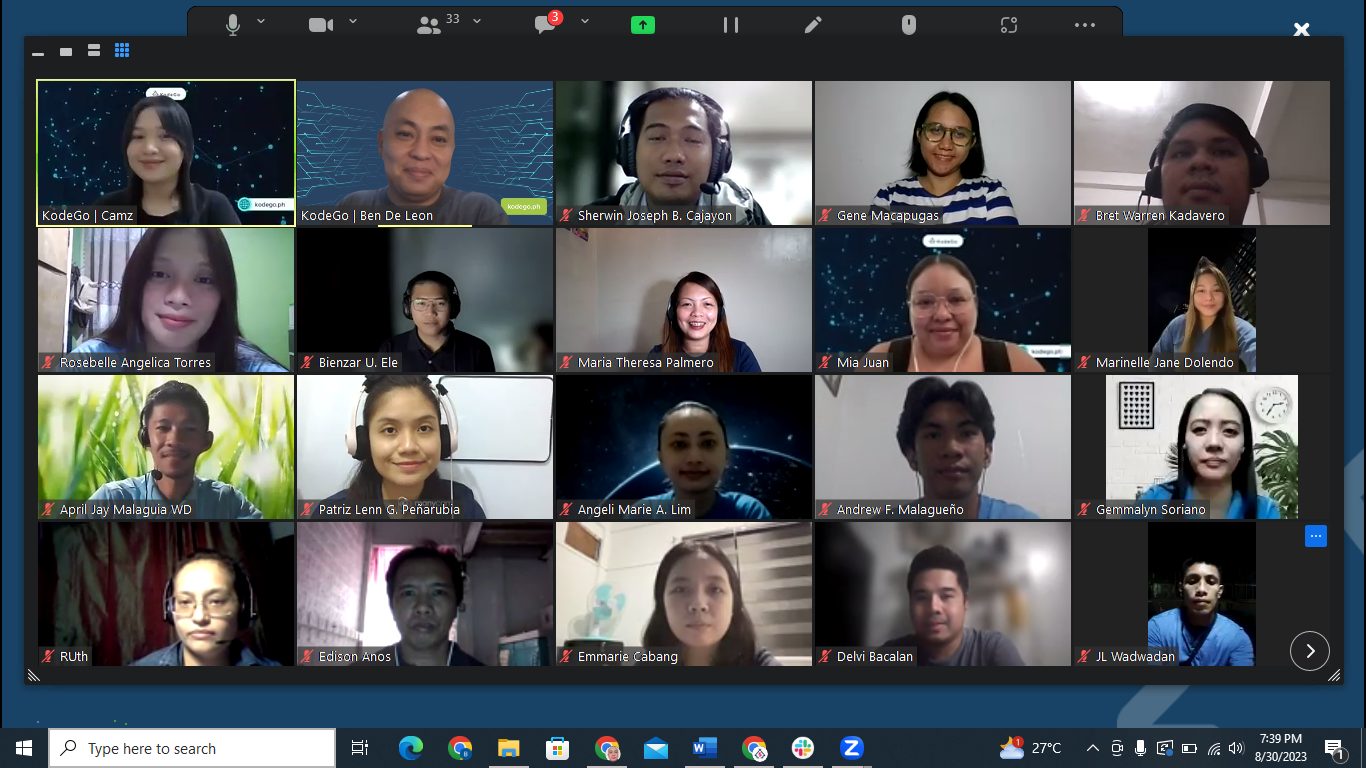 33
3
KodeGo
kodego.ph
KodeGo | Camz
kodego.ph
KodeGo | Ben De Leon
Sherwin Joseph B. Cajayon
Gene Macapugas
Bret Warren Kadavero
Rosebelle Angelica Torres
Bienzar U. Ele
Maria Theresa Palmero
KodeGo
kodego.ph
Mia Juan
Marinelle Jane Dolendo
April Jay Malaguia WD
Patriz Lenn G. Peñarubia
Angeli Marie A. Lim
Andrew F. Malagueño
Gemmalyn Soriano
RUth
Edison Anos
Emmarie Cabang
Delvi Bacalan
JL Wadwadan
Type here to search
1
27°C
7:39 PM
8/30/2023
1